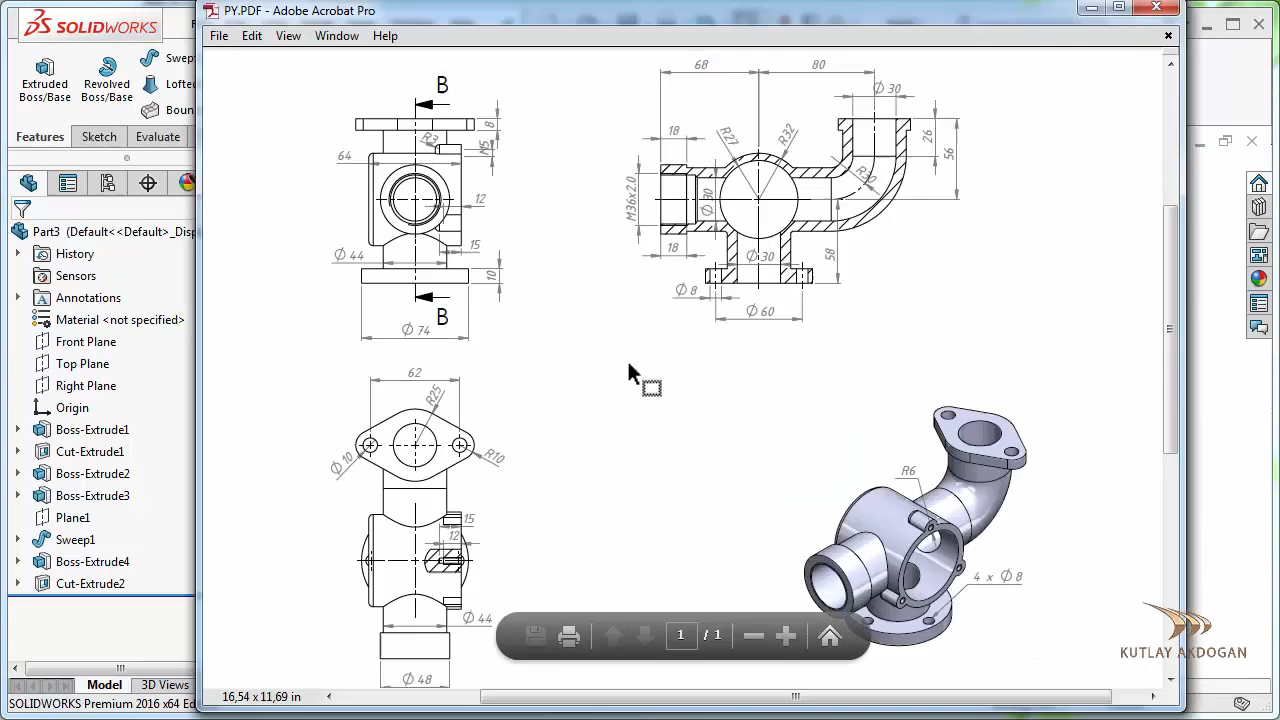 SOLIDWORKS
F
PY.PDF - Adobe Acrobat Pro
File Edit View Window Help
Extruded
Boss/Base
Revolved
Boss/Base
Swept
Lofte
Boun
Features Sketch Evaluate
Part3 (Default<<Default>_Disp
History
Sensors
Annotations
Material <not specified>
Front Plane
Top Plane
Right Plane
Origin
Boss-Extrude1
Cut-Extrude1
Boss-Extrude2
Boss-Extrude3
Plane1
Sweep1
Boss-Extrude4
Cut-Extrude2
Model 3D Views
SOLIDWORKS Premium 2016 x64 Ed
B
8
R3
M5
64
12
15
Ø 44
10
B
Ø 74
68
80
Ø 30
18
R27
R32
26
56
M36x2.0
Ø 30
R30
18
58
Ø 30
Ø 8
Ø 60
62
R25
Ø 10
R10
15
12
Ø 44
Ø 48
R6
4 x Ø 8
1 / 1
16,54 x 11,69 in
KUTLAY AKDOGAN